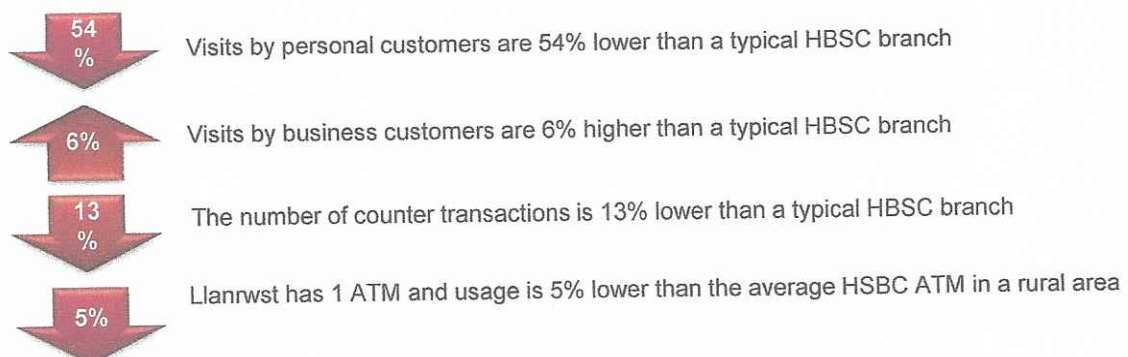 54
%
Visits by personal customers are 54% lower than a typical HBSC branch
6%
Visits by business customers are 6% higher than a typical HBSC branch
13
%
The number of counter transactions is 13% lower than a typical HBSC branch
5%
Llanrwst has 1 ATM and usage is 5% lower than the average HSBC ATM in a rural area